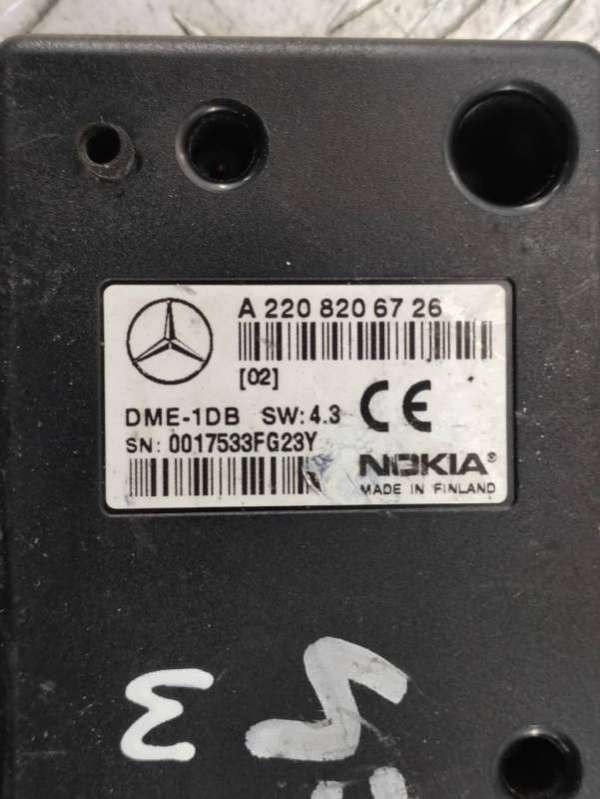 A 220 820 67 26
[02]
DME-1DB SW: 4.3
SN: 0017533FG23Y
CE
NOKIA®
MADE IN FINLAND